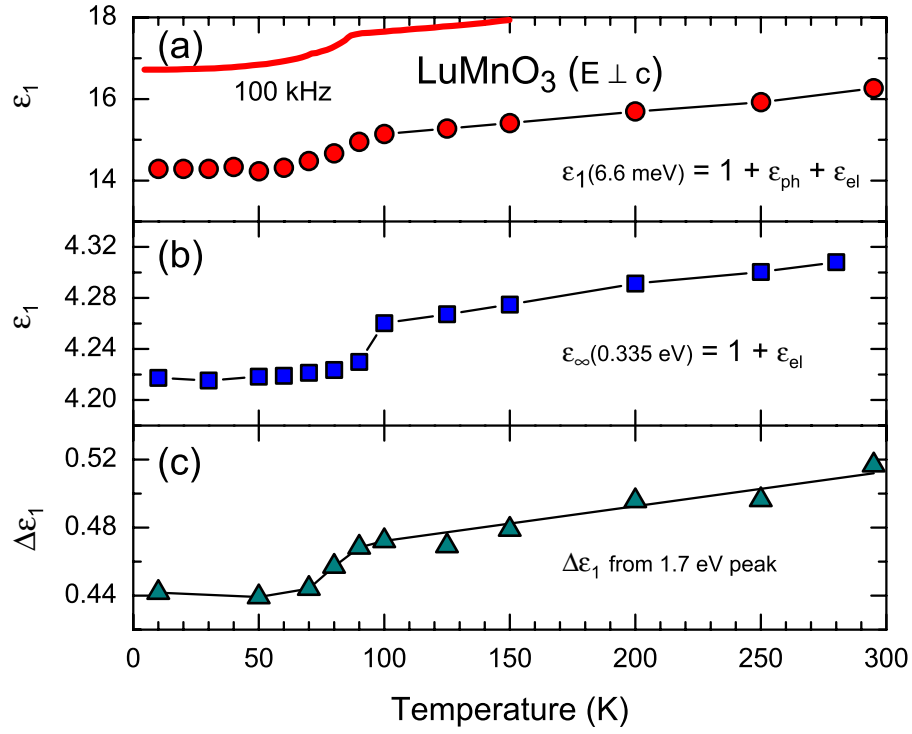 18
(a)
LuMnO₃ (E ⊥ c)
100 kHz
16
ε₁
ε₁(6.6 meV) = 1 + εph + εel
14
(b)
4.32
4.28
ε₁
4.24
ε∞(0.335 eV) = 1 + εel
4.20
(c)
0.52
Δε₁
0.48
Δε₁ from 1.7 eV peak
0.44
0 50 100 150 200 250 300
Temperature (K)